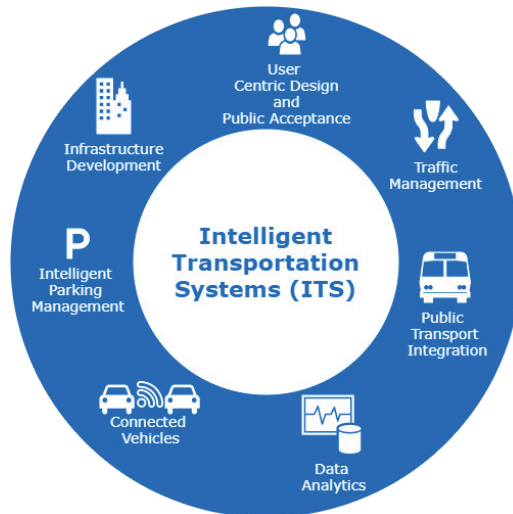 User
Centric Design
and
Public Acceptance
Traffic
Management
Public
Transport
Integration
Data
Analytics
Connected
Vehicles
P
Intelligent
Parking
Management
Infrastructure
Development
Intelligent
Transportation
Systems (ITS)